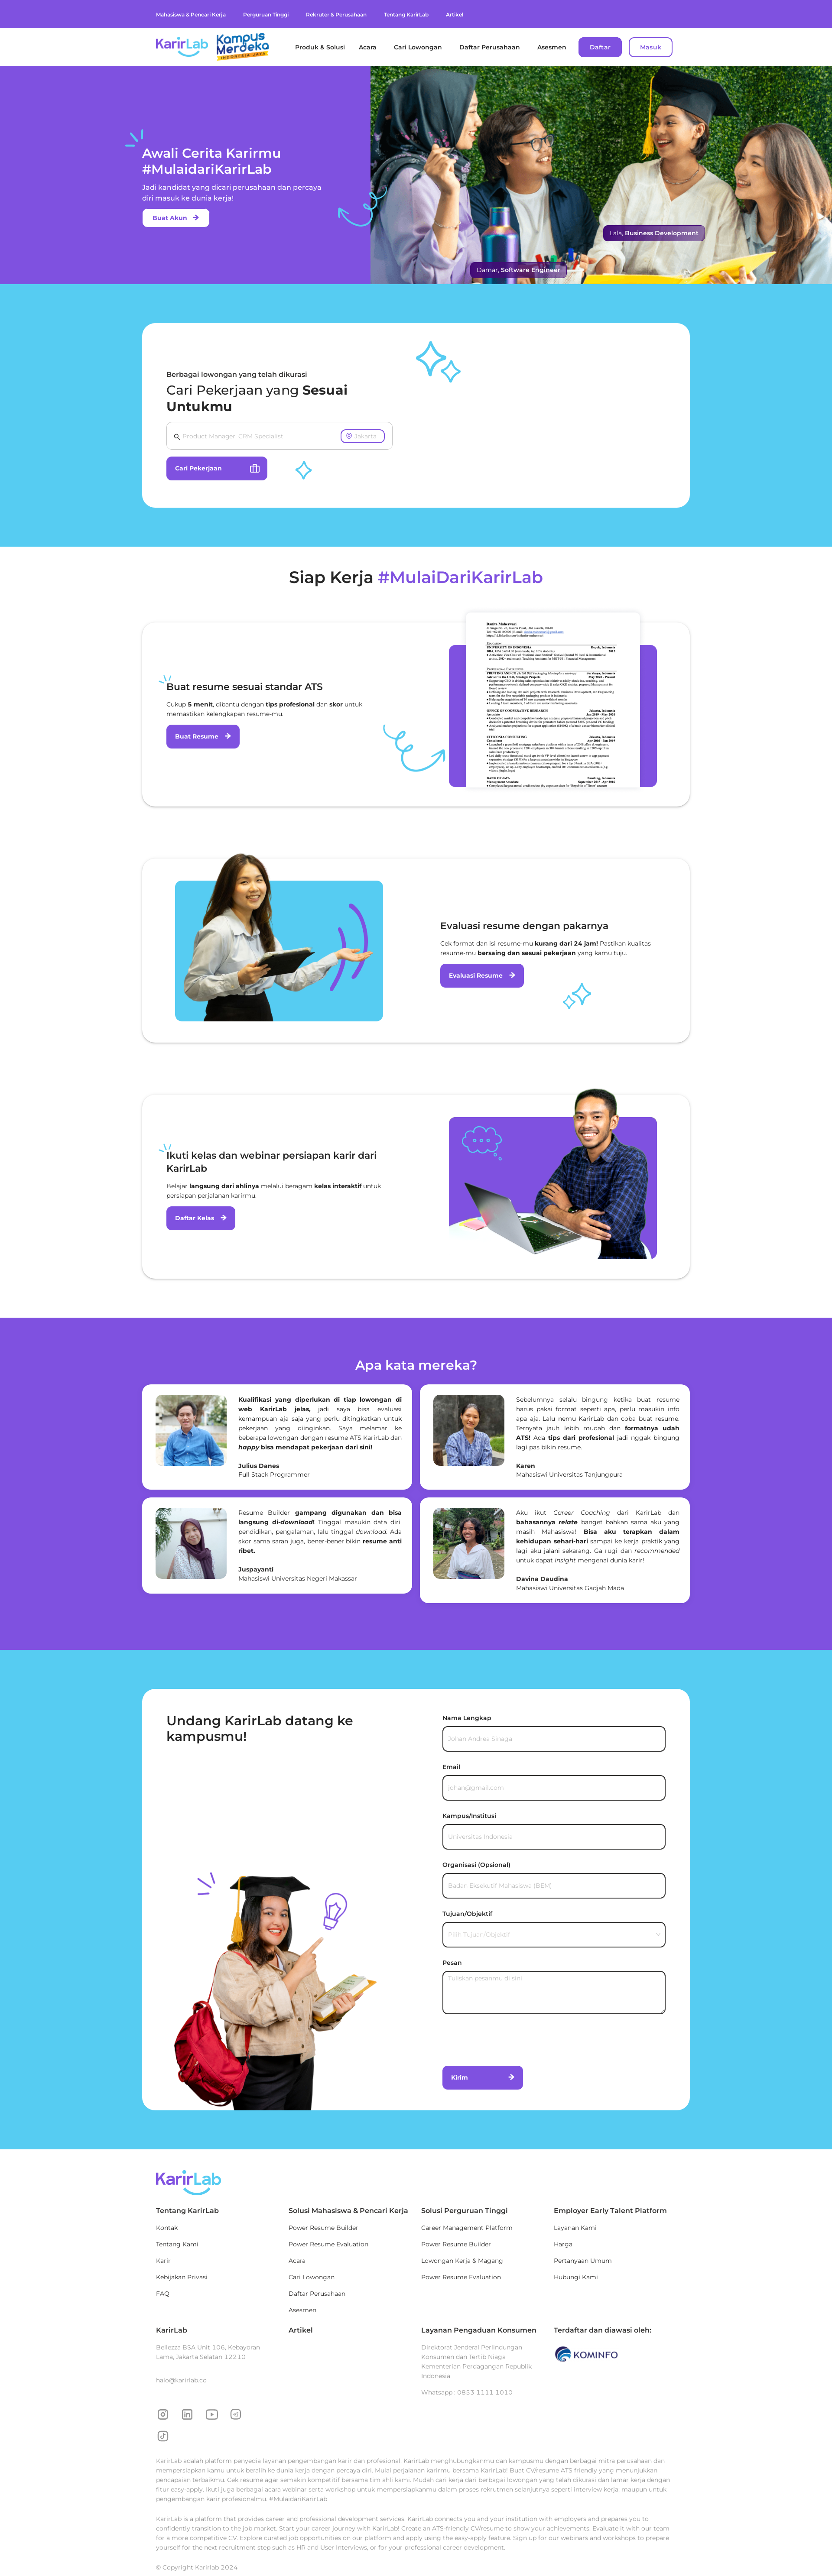 Mahasiswa & Pencari Kerja Perguruan Tinggi Rekruter & Perusahaan Tentang KarirLab Artikel
KarirLab Kampus Merdeka INDONESIA JAYA Produk & Solusi Acara Cari Lowongan Daftar Perusahaan Asesmen Daftar Masuk
Awali Cerita Karirmu
#MulaidariKarirLab
Jadi kandidat yang dicari perusahaan dan percaya
diri masuk ke dunia kerja!
Buat Akun
Lala, Business Development
Damar, Software Engineer
Berbagai lowongan yang telah dikurasi
Cari Pekerjaan yang Sesuai
Untukmu
Product Manager, CRM Specialist Jakarta
Cari Pekerjaan
Siap Kerja #MulaiDariKarirLab
Buat resume sesuai standar ATS
Cukup 5 menit, dibantu dengan tips profesional dan skor untuk
memastikan kelengkapan resume-mu.
Buat Resume
Evaluasi resume dengan pakarnya
Cek format dan isi resume-mu kurang dari 24 jam! Pastikan kualitas
resume-mu bersaing dan sesuai pekerjaan yang kamu tuju.
Evaluasi Resume
Ikuti kelas dan webinar persiapan karir dari
KarirLab
Belajar langsung dari ahlinya melalui beragam kelas interaktif untuk
persiapan perjalanan karirmu.
Daftar Kelas
Apa kata mereka?
Kualifikasi yang diperlukan di tiap lowongan di
web KarirLab jelas, jadi saya bisa evaluasi
kemampuan aja saja yang perlu ditingkatkan untuk
pekerjaan yang diinginkan. Saya melamar ke
beberapa lowongan dengan resume ATS KarirLab dan
happy bisa mendapat pekerjaan dari sini!
Julius Danes
Full Stack Programmer
Sebelumnya selalu bingung ketika buat resume
harus pakai format seperti apa, perlu masukin info
apa aja. Lalu nemu KarirLab dan coba buat resume.
Ternyata jauh lebih mudah dan formatnya udah
ATS! Ada tips dari profesional jadi nggak bingung
lagi pas bikin resume.
Karen
Mahasiswi Universitas Tanjungpura
Resume Builder gampang digunakan dan bisa
langsung di-download! Tinggal masukin data diri,
pendidikan, pengalaman, lalu tinggal download. Ada
skor sama saran juga, bener-bener bikin resume anti
ribet.
Juspayanti
Mahasiswi Universitas Negeri Makassar
Aku ikut Career Coaching dari KarirLab dan
bahasannya relate banget bahkan sama aku yang
masih Mahasiswa! Bisa aku terapkan dalam
kehidupan sehari-hari sampai ke kerja praktik yang
lagi aku jalani sekarang. Ga rugi dan recommended
untuk dapat insight mengenai dunia karir!
Davina Daudina
Mahasiswi Universitas Gadjah Mada
Undang KarirLab datang ke
kampusmu!
Nama Lengkap
Johan Andrea Sinaga
Email
johan@gmail.com
Kampus/Institusi
Universitas Indonesia
Organisasi (Opsional)
Badan Eksekutif Mahasiswa (BEM)
Tujuan/Objektif
Pilih Tujuan/Objektif
Pesan
Tuliskan pesanmu di sini
Kirim
KarirLab
Tentang KarirLab
Kontak
Tentang Kami
Karir
Kebijakan Privasi
FAQ
Solusi Mahasiswa & Pencari Kerja
Power Resume Builder
Power Resume Evaluation
Acara
Cari Lowongan
Daftar Perusahaan
Asesmen
Solusi Perguruan Tinggi
Career Management Platform
Power Resume Builder
Lowongan Kerja & Magang
Power Resume Evaluation
Employer Early Talent Platform
Layanan Kami
Harga
Pertanyaan Umum
Hubungi Kami
KarirLab
Bellezza BSA Unit 106, Kebayoran
Lama, Jakarta Selatan 12210
halo@karirlab.co
Artikel
Layanan Pengaduan Konsumen
Direktorat Jenderal Perlindungan
Konsumen dan Tertib Niaga
Kementerian Perdagangan Republik
Indonesia
Whatsapp : 0853 1111 1010
Terdaftar dan diawasi oleh:
KOMINFO
KarirLab adalah platform penyedia layanan pengembangan karir dan profesional. KarirLab menghubungkanmu dan kampusmu dengan berbagai mitra perusahaan dan
mempersiapkan kamu untuk beralih ke dunia kerja dengan percaya diri. Mulai perjalanan karirmu bersama KarirLab! Buat CV/resume ATS friendly yang menunjukkan
pencapaian terbaikmu. Cek resume agar semakin kompetitif bersama tim ahli kami. Mudah cari kerja dari berbagai lowongan yang telah dikurasi dan lamar kerja dengan
fitur easy-apply. Ikuti juga berbagai acara webinar serta workshop untuk mempersiapkanmu dalam proses rekrutmen selanjutnya seperti interview kerja; maupun untuk
pengembangan karir profesionalmu. #MulaidariKarirLab
KarirLab is a platform that provides career and professional development services. KarirLab connects you and your institution with employers and prepares you to
confidently transition to the job market. Start your career journey with KarirLab! Create an ATS-friendly CV/resume to show your achievements. Evaluate it with our team
for a more competitive CV. Explore curated job opportunities on our platform and apply using the easy-apply feature. Sign up for our webinars and workshops to prepare
yourself for the next recruitment step such as HR and User Interviews, or for your professional career development.
© Copyright Karirlab 2024